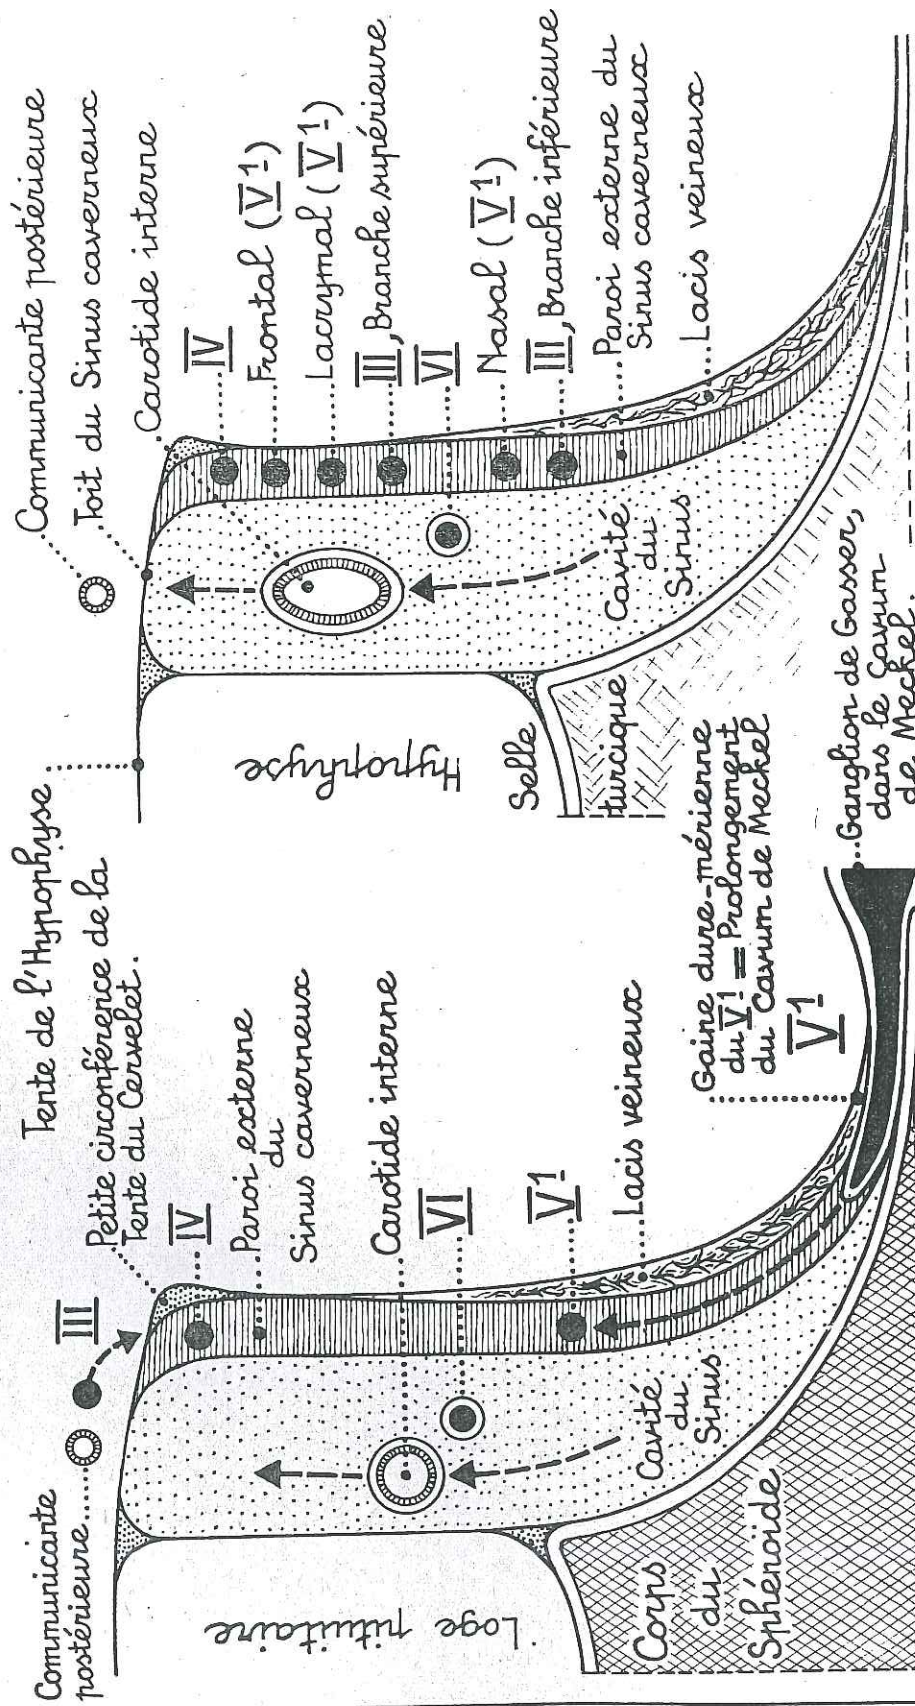 Communicante
postérieure
III
Petite circonférence de la
Tente du Cervelet.
IV
Paroi externe
du
Sinus caverneux
Carotide interne
VI
V1
Lacis veineux
Loge pituitaire
Cavité
du
Sinus
Corps
du
Sphénoïde
Gaine dure-mérienne
du V1 = Prolongement
du Cavum de Meckel
V1
Ganglion de Gasser,
dans le Cavum
de Meckel.
Tente de l'Hypophyse
Communicante postérieure
Toit du Sinus caverneux
Carotide interne
IV
Frontal (V1)
Lacrymal (V1)
III, Branche supérieure
VI
Nasal (V1)
III, Branche inférieure
Paroi externe du
Sinus caverneux
Lacis veineux
Hypophyse
Cavité
du
Sinus
Selle
turcique